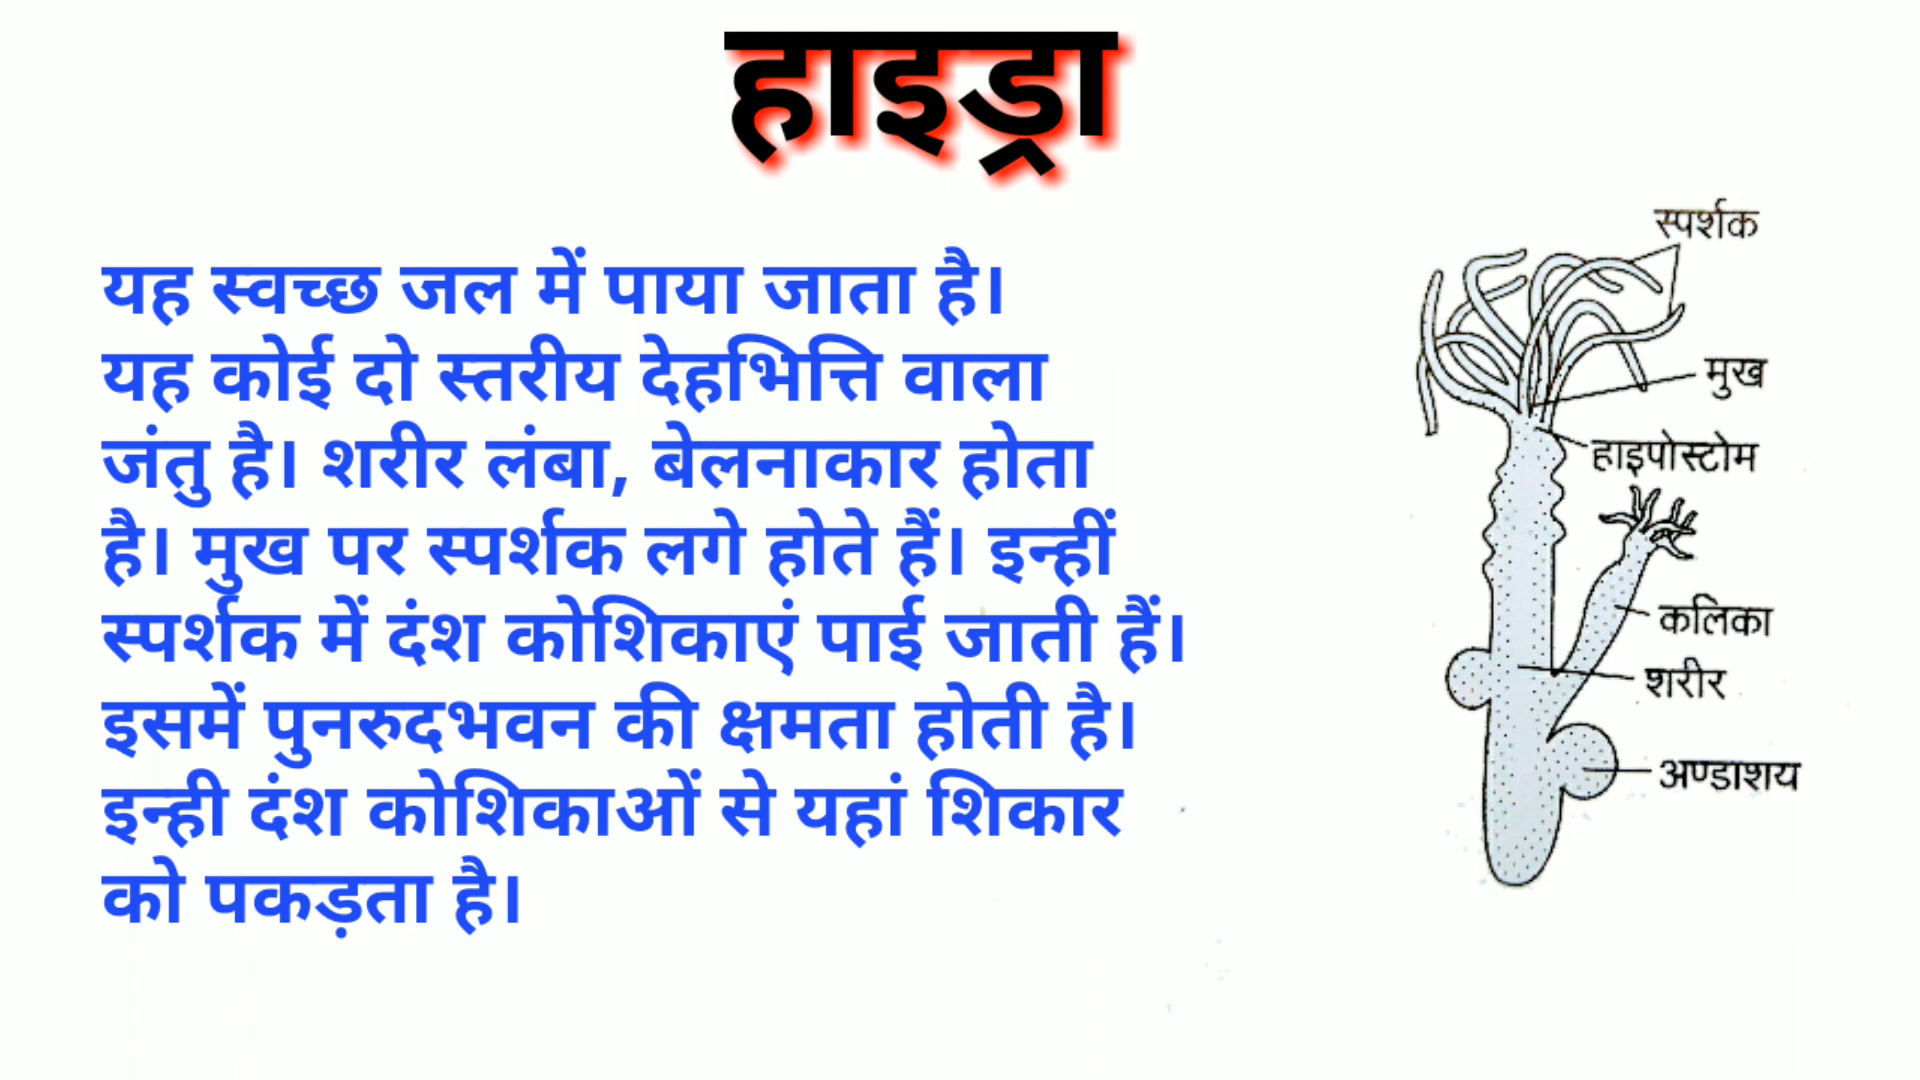 हाइड्रा
यह स्वच्छ जल में पाया जाता है।
यह कोई दो स्तरीय देहभित्ति वाला
जंतु है। शरीर लंबा, बेलनाकार होता
है। मुख पर स्पर्शक लगे होते हैं। इन्हीं
स्पर्शक में दंश कोशिकाएं पाई जाती हैं।
इसमें पुनरुदभवन की क्षमता होती है।
इन्ही दंश कोशिकाओं से यहां शिकार
को पकड़ता है।
स्पर्शक
मुख
हाइपोस्टोम
कलिका
शरीर
अण्डाशय